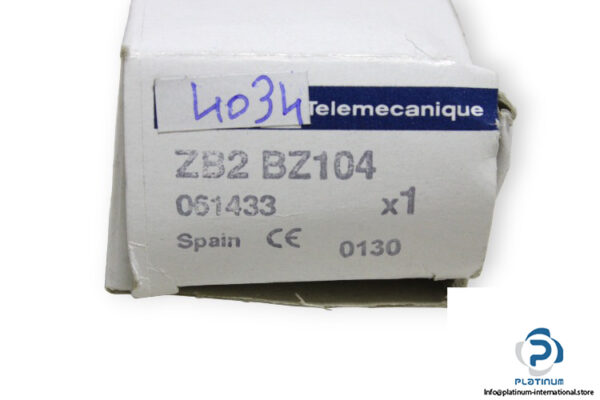 4034
Telemecanique
ZB2 BZ104
061433 x1
Spain CE 0130
PLATINUM
Info@platinum-international.store